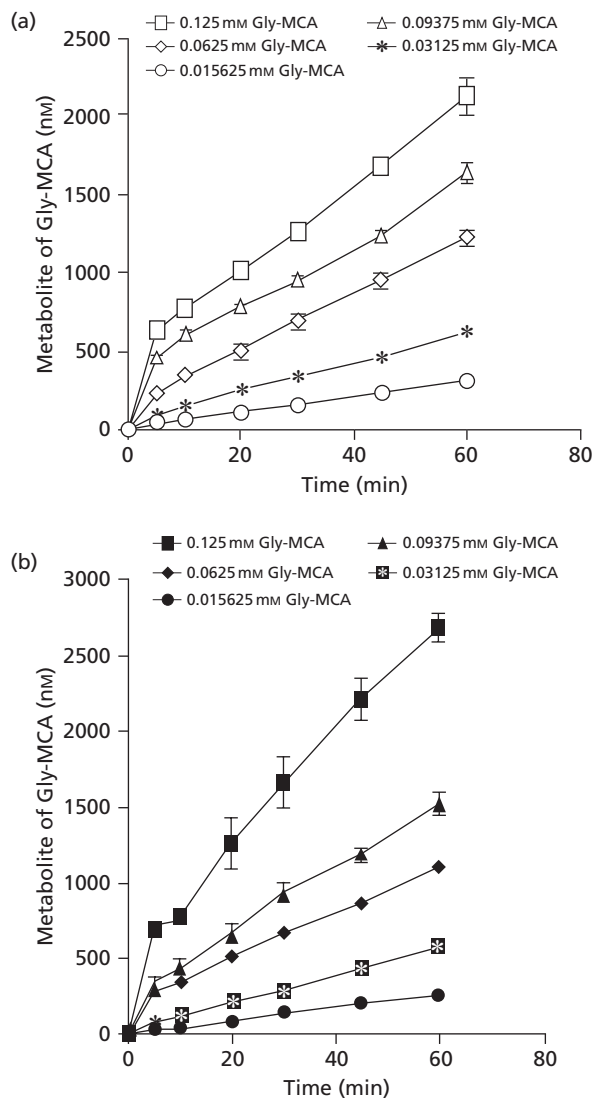 (a)
0.125 mM Gly-MCA 0.09375 mM Gly-MCA
0.0625 mM Gly-MCA 0.03125 mM Gly-MCA
0.015625 mM Gly-MCA
Metabolite of Gly-MCA (nM)
2500
2000
1500
1000
500
0
0 20 40 60 80
Time (min)
(b)
0.125 mM Gly-MCA 0.09375 mM Gly-MCA
0.0625 mM Gly-MCA 0.03125 mM Gly-MCA
0.015625 mM Gly-MCA
Metabolite of Gly-MCA (nM)
3000
2500
2000
1500
1000
500
0
0 20 40 60 80
Time (min)